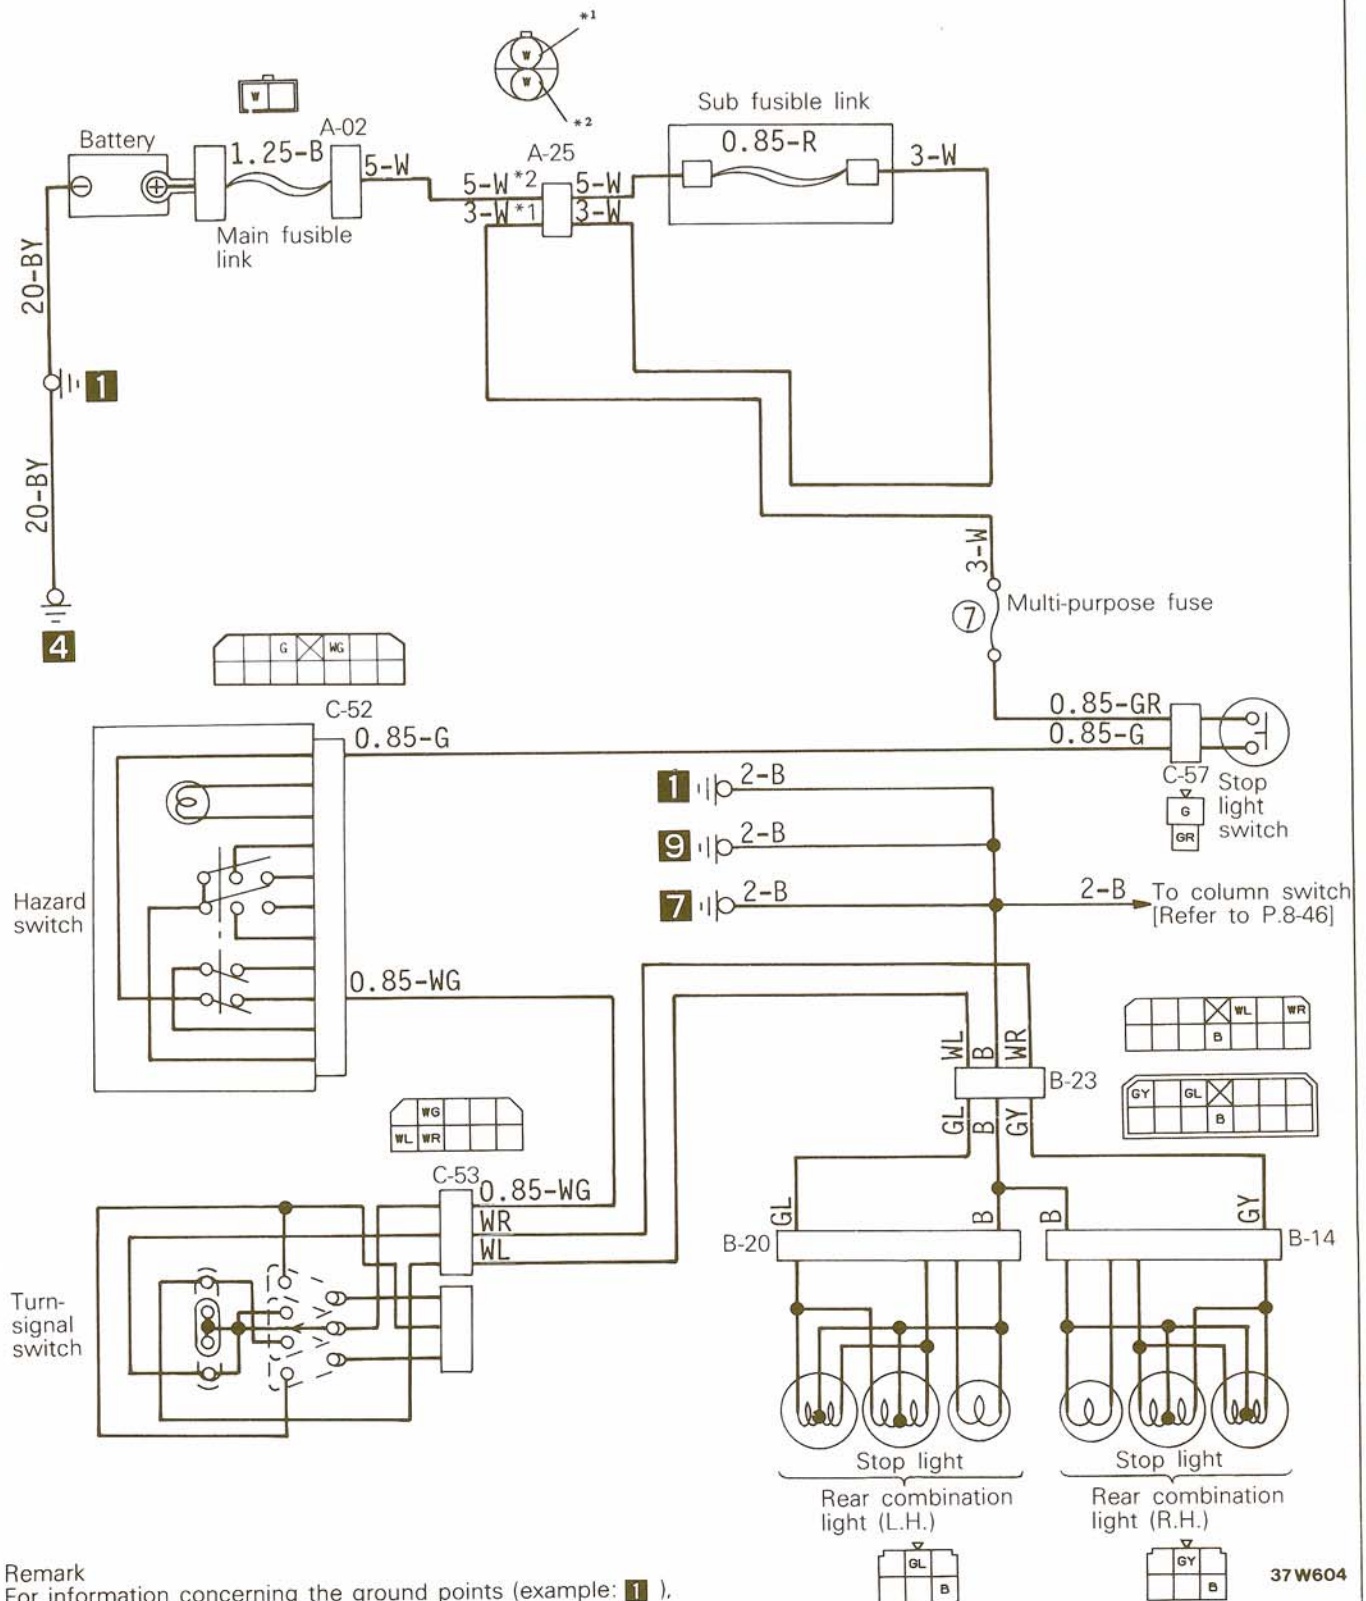 *1
W
W
*2
W
Battery
1.25-B
A-02
5-W
Main fusible
link
A-25
5-W *2
5-W
3-W *1
3-W
Sub fusible link
0.85-R
3-W
20-BY
1
20-BY
4
3-W
7
Multi-purpose fuse
G
WG
C-52
0.85-G
0.85-GR
0.85-G
C-57
Stop
light
switch
G
GR
1
2-B
9
2-B
7
2-B
2-B
To column switch
[Refer to P.8-46]
Hazard
switch
0.85-WG
WL
B
WR
B-23
GL
B
GY
WL
WR
B
GY
GL
B
WG
WL
WR
C-53
0.85-WG
WR
WL
Turn-
signal
switch
GL
B
B-20
B
GY
B-14
Stop light
Rear combination
light (L.H.)
GL
B
Stop light
Rear combination
light (R.H.)
GY
B
37W604
Remark
For information concerning the ground points (example: 1 ),